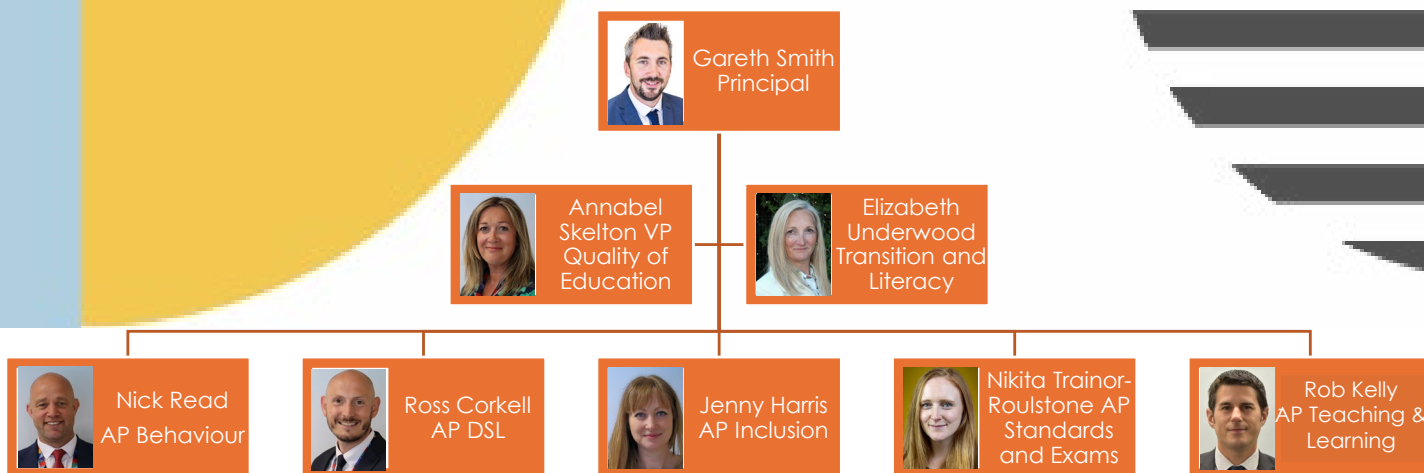 Gareth Smith
Principal
Annabel
Skelton VP
Quality of
Education
Elizabeth
Underwood
Transition and
Literacy
Nick Read
AP Behaviour
Ross Corkell
AP DSL
Jenny Harris
AP Inclusion
Nikita Trainor-
Roulstone AP
Standards
and Exams
Rob Kelly
AP Teaching &
Learning